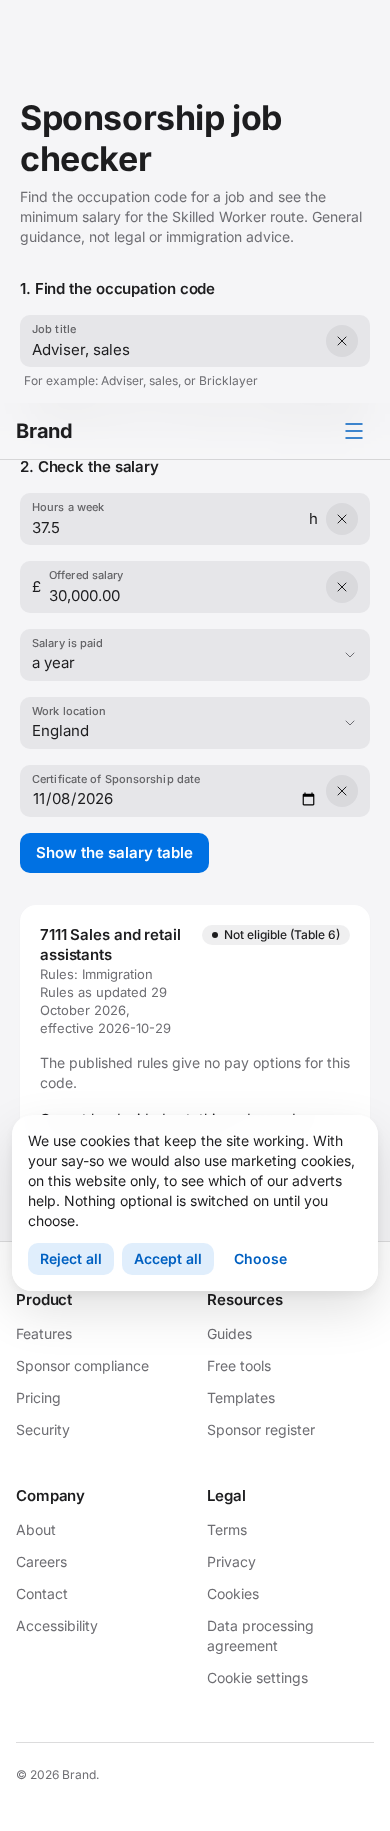 Sponsorship job
checker
Find the occupation code for a job and see the
minimum salary for the Skilled Worker route. General
guidance, not legal or immigration advice.
1. Find the occupation code
Job title
Adviser, sales
For example: Adviser, sales, or Bricklayer
Brand
2. Check the salary
Hours a week
37.5
h
Offered salary
£
30,000.00
Salary is paid
a year
Work location
England
Certificate of Sponsorship date
11/08/2026
Show the salary table
7111 Sales and retail
assistants
Not eligible (Table 6)
Rules: Immigration
Rules as updated 29
October 2026,
effective 2026-10-29
The published rules give no pay options for this
code.
We use cookies that keep the site working. With
your say-so we would also use marketing cookies,
on this website only, to see which of our adverts
help. Nothing optional is switched on until you
choose.
Reject all
Accept all
Choose
Product
Features
Sponsor compliance
Pricing
Security
Resources
Guides
Free tools
Templates
Sponsor register
Company
About
Careers
Contact
Accessibility
Legal
Terms
Privacy
Cookies
Data processing
agreement
Cookie settings
© 2026 Brand.